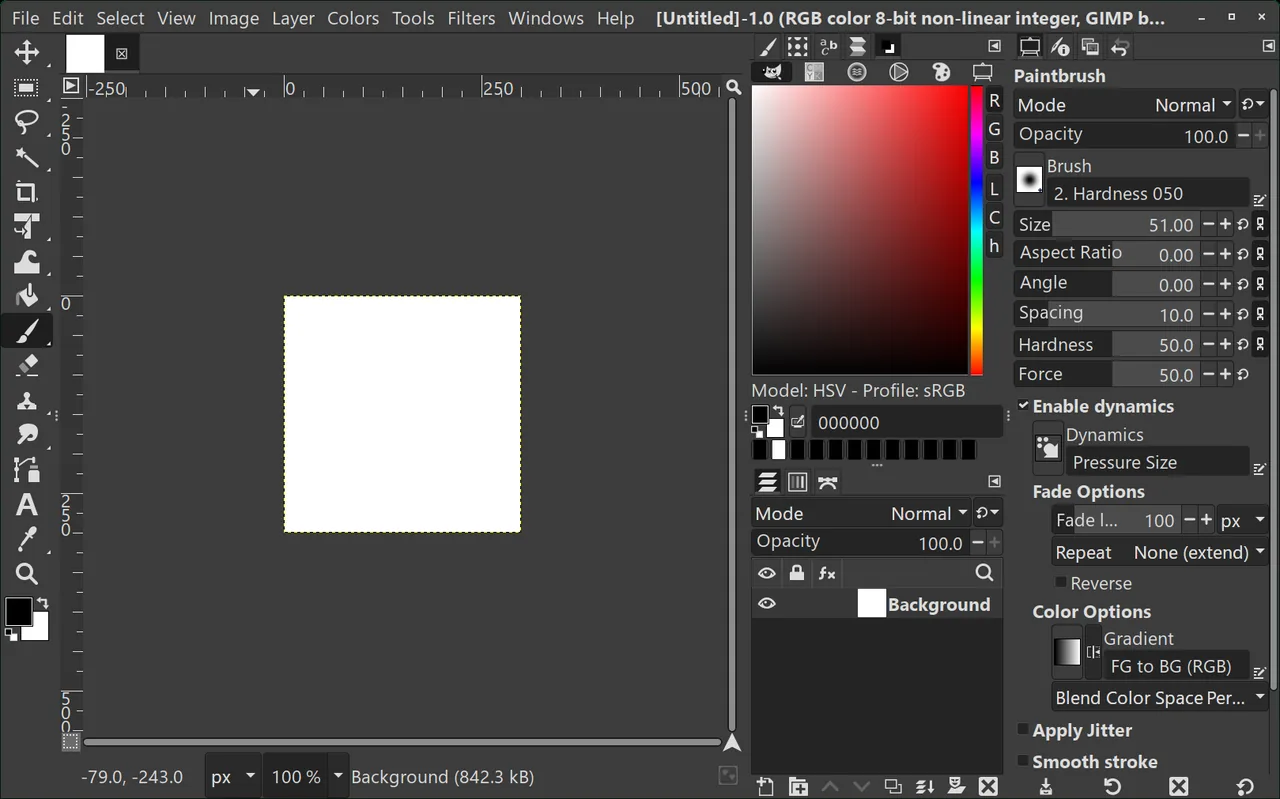 File Edit Select View Image Layer Colors Tools Filters Windows Help [Untitled]-1.0 (RGB color 8-bit non-linear integer, GIMP b...
-250 0 250 500
250
0
250
500
R
G
B
L
C
h
Model: HSV - Profile: sRGB
000000
Mode Normal
Opacity 100.0
fx
Background
Paintbrush
Mode Normal
Opacity 100.0
Brush
2. Hardness 050
Size 51.00
Aspect Ratio 0.00
Angle 0.00
Spacing 10.0
Hardness 50.0
Force 50.0
Enable dynamics
Dynamics
Pressure Size
Fade Options
Fade l... 100 px
Repeat None (extend)
Reverse
Color Options
Gradient
FG to BG (RGB)
Blend Color Space Per...
Apply Jitter
Smooth stroke
-79.0, -243.0 px 100 % Background (842.3 kB)